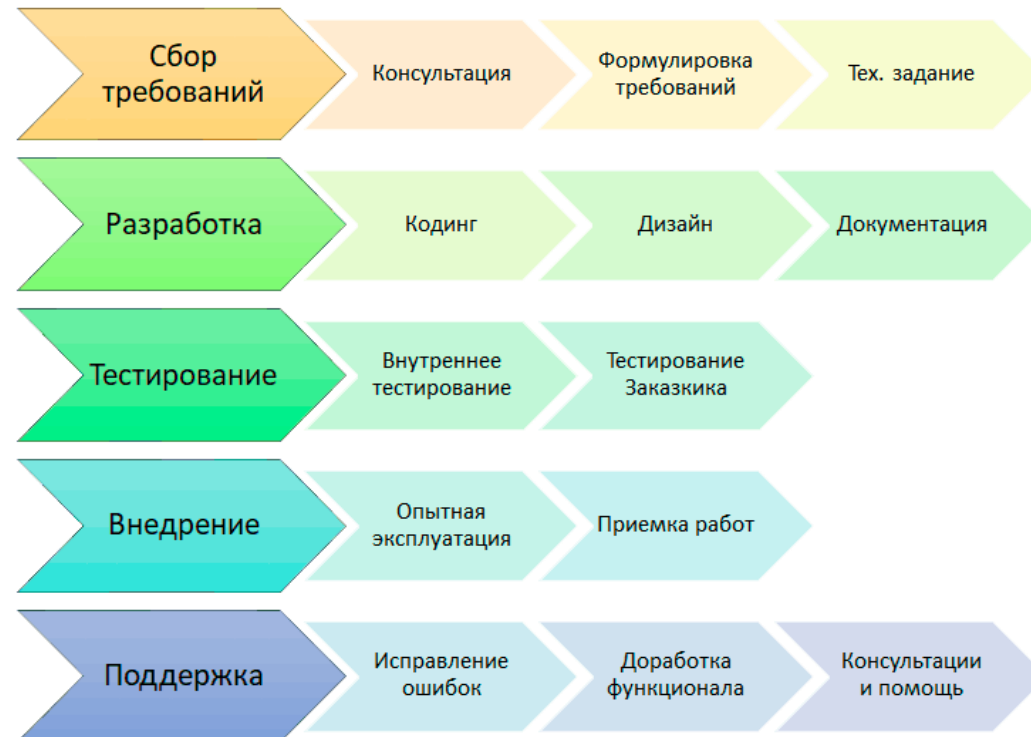 Сбор
требований
Консультация
Формулировка
требований
Тех. задание
Разработка
Кодинг
Дизайн
Документация
Тестирование
Внутреннее
тестирование
Тестирование
Заказкика
Внедрение
Опытная
эксплуатация
Приемка работ
Поддержка
Исправление
ошибок
Доработка
функционала
Консультации
и помощь